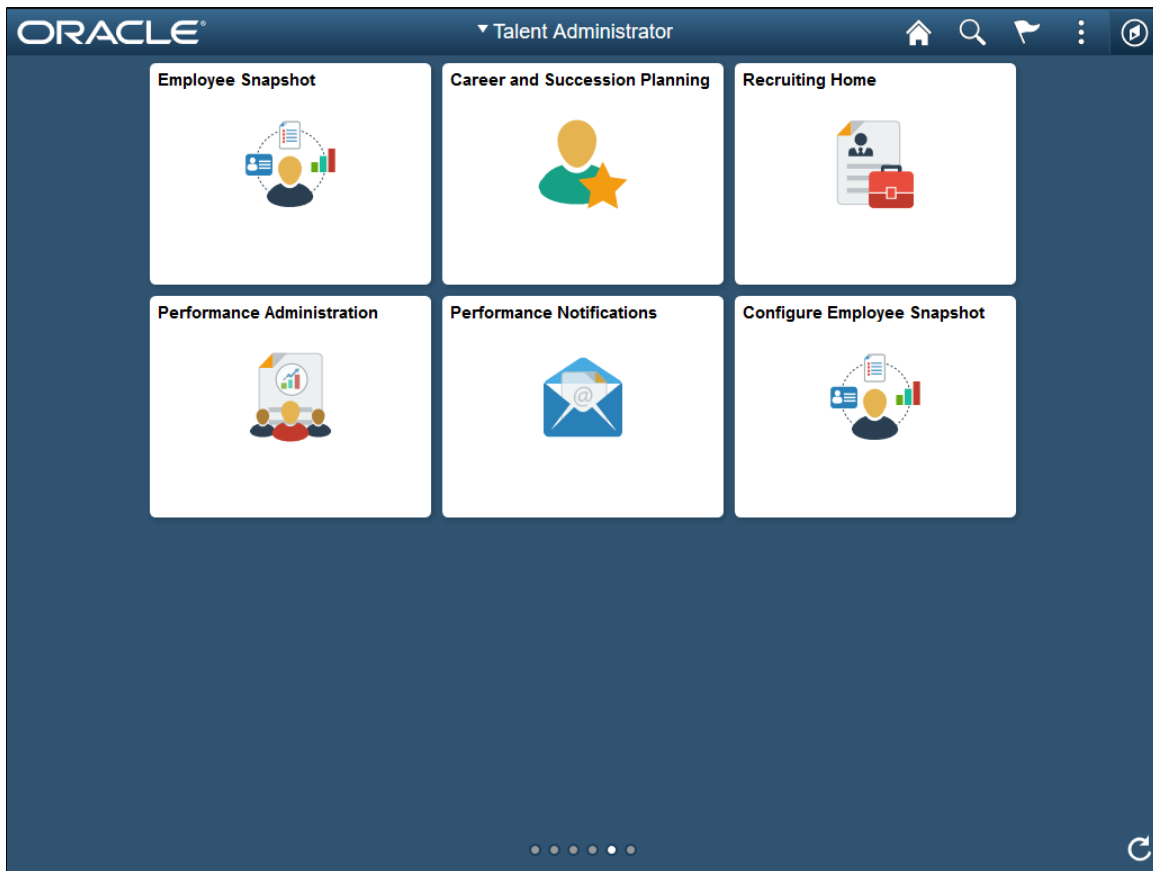 ORACLE®
Talent Administrator
Employee Snapshot
Career and Succession Planning
Recruiting Home
Performance Administration
Performance Notifications
@
Configure Employee Snapshot